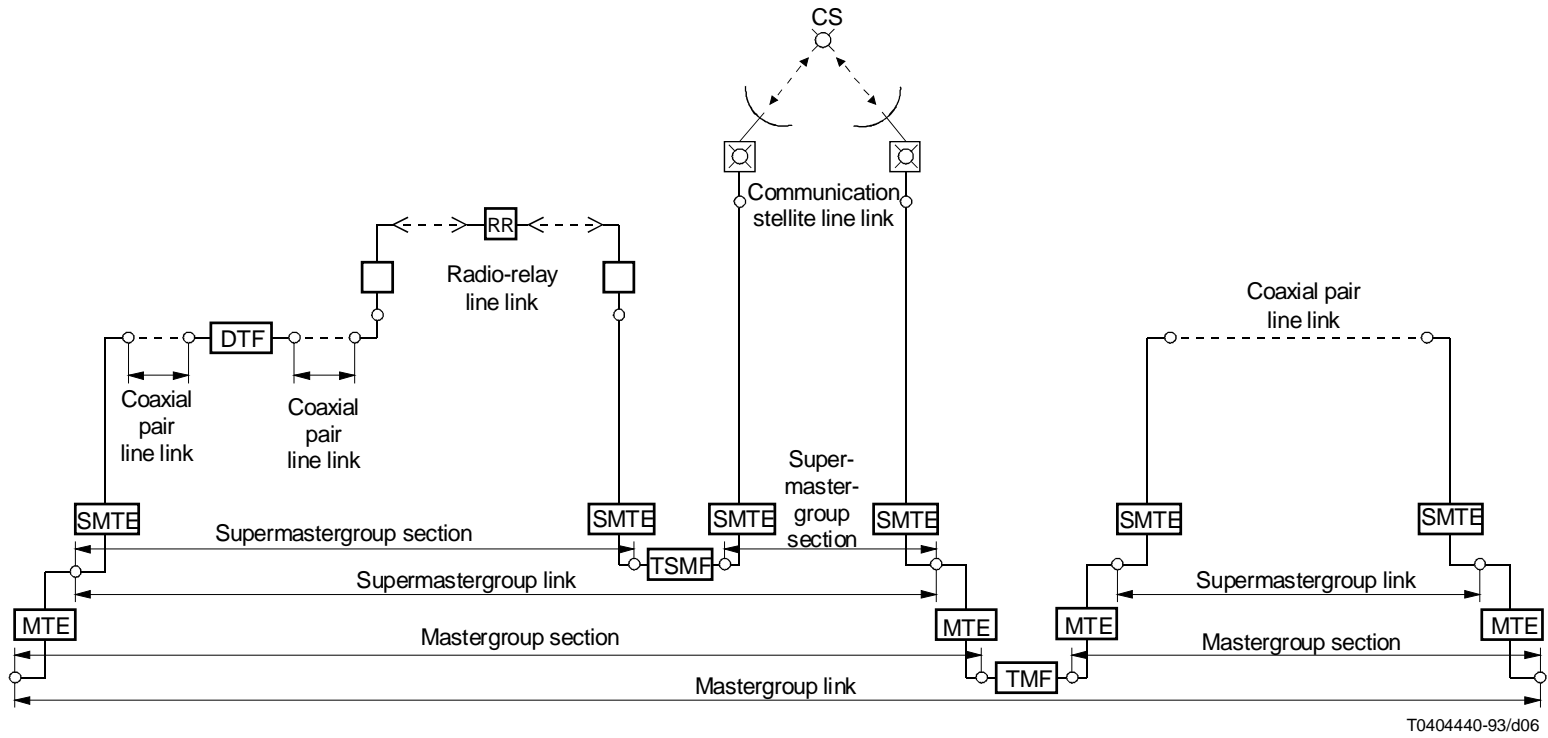 CS
Communication
stellite line link
RR
Radio-relay
line link
Coaxial pair
line link
DTF
Coaxial
pair
line link
Coaxial
pair
line link
Super-
master-
group
section
SMTE
SMTE
SMTE
SMTE
SMTE
SMTE
Supermastergroup section
TSMF
Supermastergroup link
Supermastergroup link
MTE
MTE
MTE
MTE
Mastergroup section
Mastergroup section
TMF
Mastergroup link
T0404440-93/d06